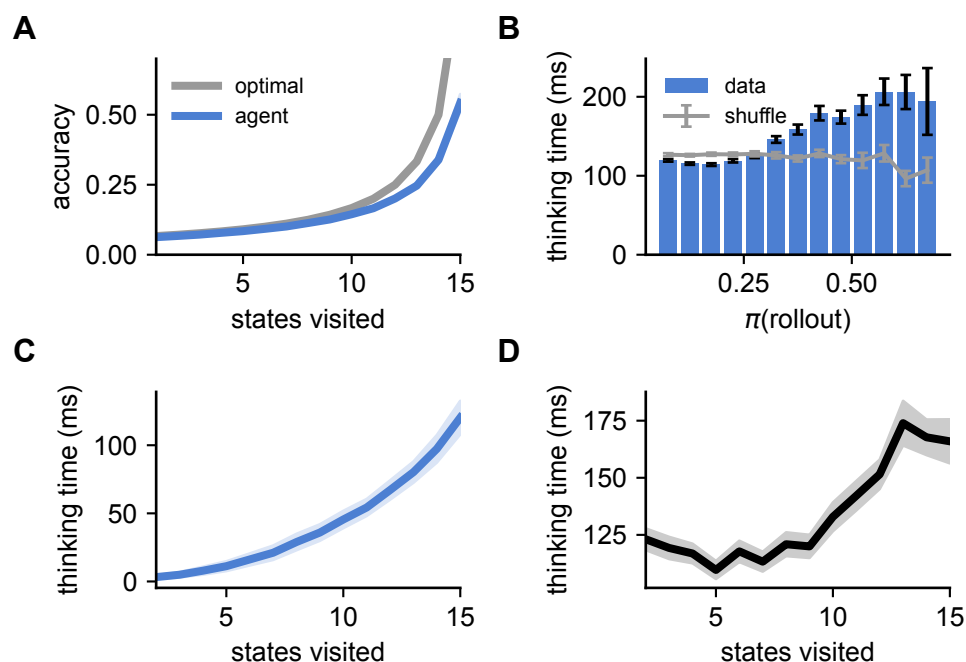 A
accuracy
0.50
0.25
0.00
optimal
agent
5
10
15
states visited
B
thinking time (ms)
200
100
0
data
shuffle
0.25
0.50
π(rollout)
C
thinking time (ms)
100
50
0
5
10
15
states visited
D
thinking time (ms)
175
150
125
5
10
15
states visited